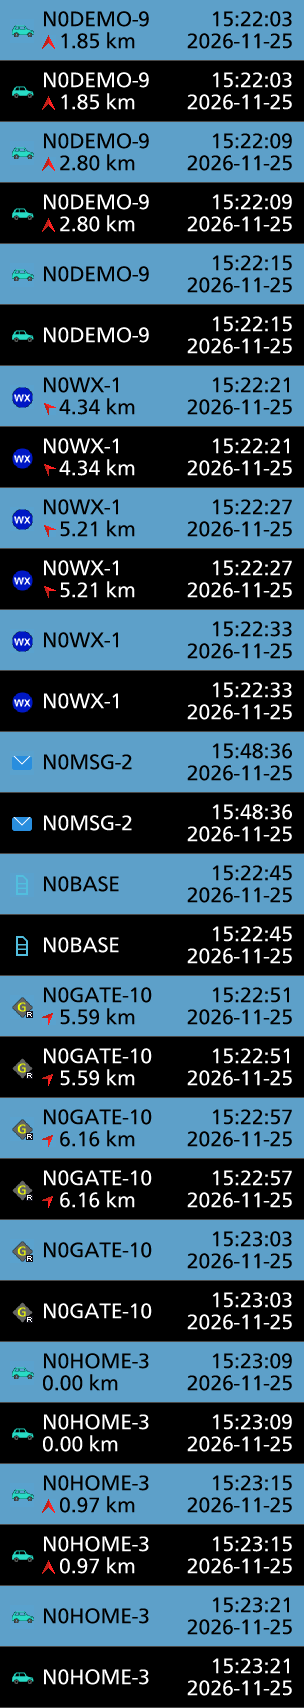 N0DEMO-9 15:22:03
1.85 km 2026-11-25
N0DEMO-9 15:22:03
1.85 km 2026-11-25
N0DEMO-9 15:22:09
2.80 km 2026-11-25
N0DEMO-9 15:22:09
2.80 km 2026-11-25
N0DEMO-9 15:22:15
2026-11-25
N0DEMO-9 15:22:15
2026-11-25
WX N0WX-1 15:22:21
4.34 km 2026-11-25
WX N0WX-1 15:22:21
4.34 km 2026-11-25
WX N0WX-1 15:22:27
5.21 km 2026-11-25
WX N0WX-1 15:22:27
5.21 km 2026-11-25
WX N0WX-1 15:22:33
2026-11-25
WX N0WX-1 15:22:33
2026-11-25
N0MSG-2 15:48:36
2026-11-25
N0MSG-2 15:48:36
2026-11-25
N0BASE 15:22:45
2026-11-25
N0BASE 15:22:45
2026-11-25
G R N0GATE-10 15:22:51
5.59 km 2026-11-25
G R N0GATE-10 15:22:51
5.59 km 2026-11-25
G R N0GATE-10 15:22:57
6.16 km 2026-11-25
G R N0GATE-10 15:22:57
6.16 km 2026-11-25
G R N0GATE-10 15:23:03
2026-11-25
G R N0GATE-10 15:23:03
2026-11-25
N0HOME-3 15:23:09
0.00 km 2026-11-25
N0HOME-3 15:23:09
0.00 km 2026-11-25
N0HOME-3 15:23:15
0.97 km 2026-11-25
N0HOME-3 15:23:15
0.97 km 2026-11-25
N0HOME-3 15:23:21
2026-11-25
N0HOME-3 15:23:21
2026-11-25